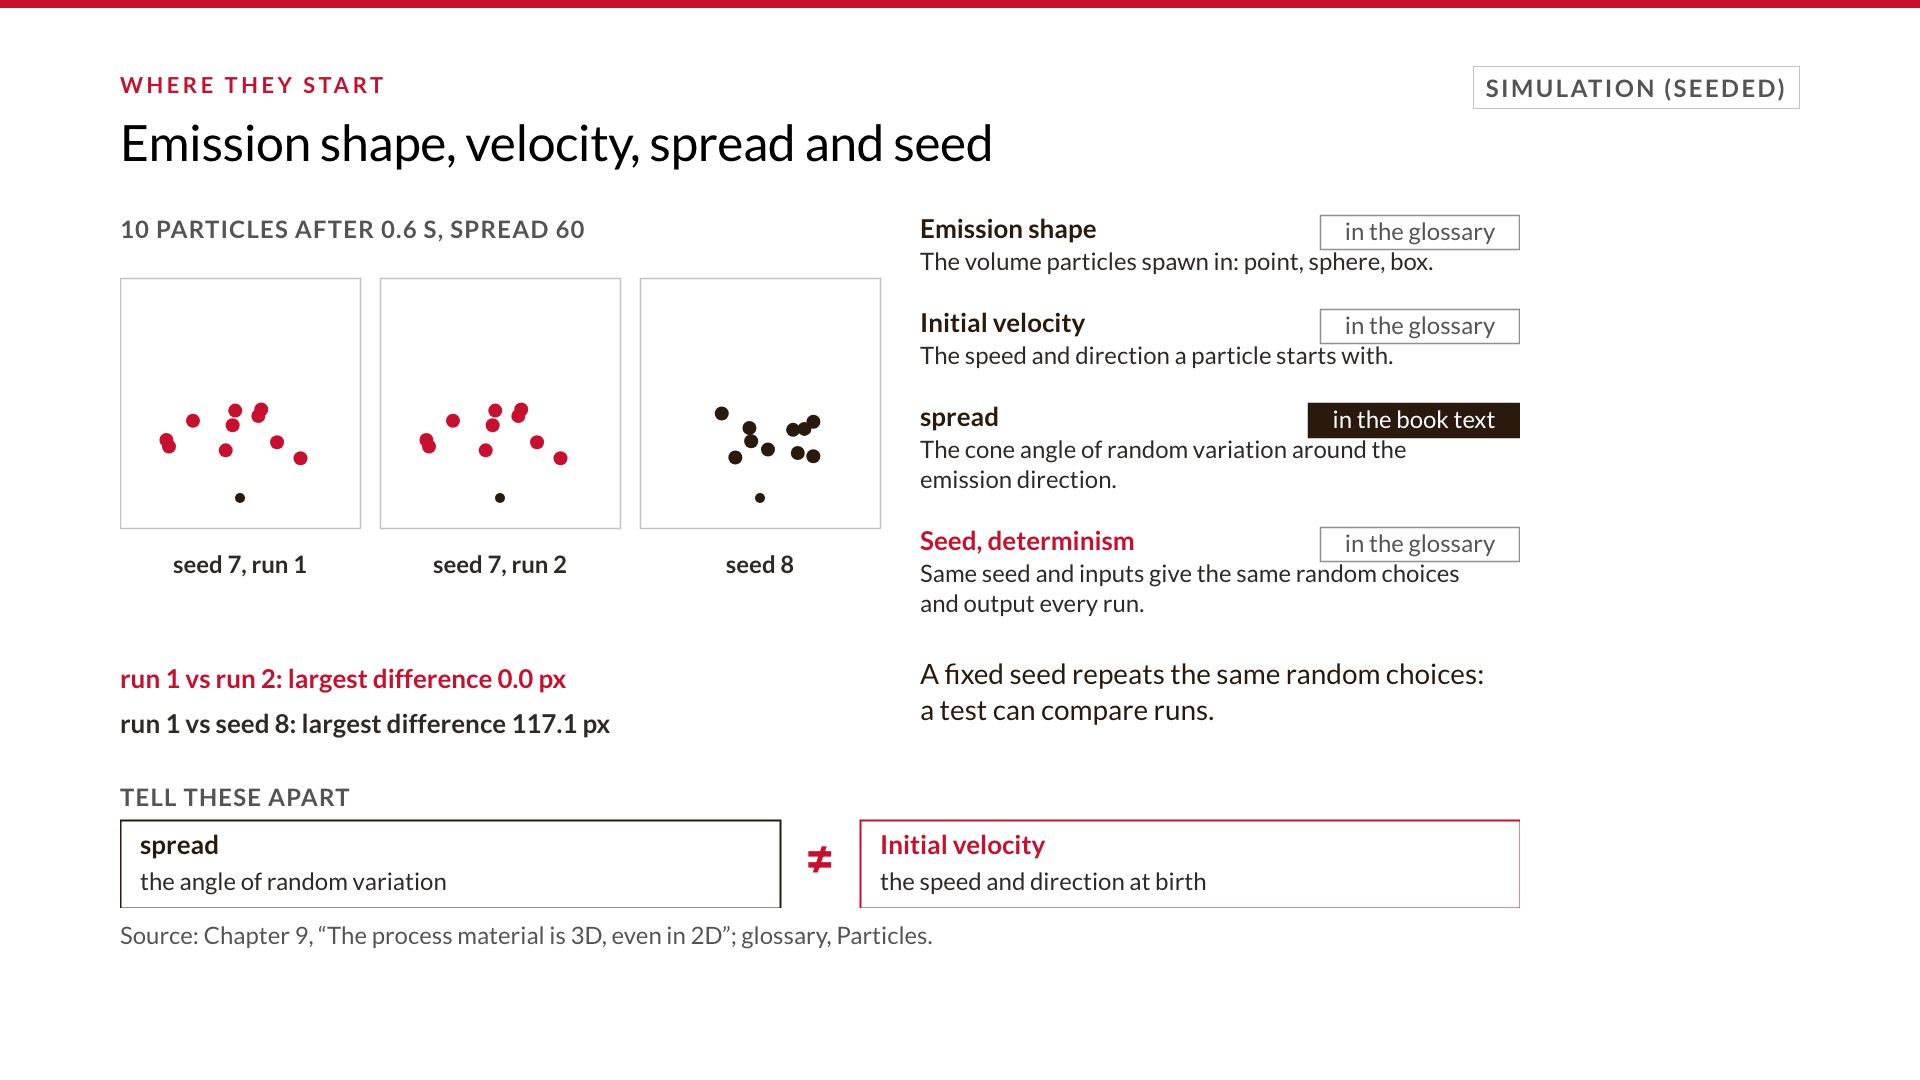 WHERE THEY START
SIMULATION (SEEDED)
Emission shape, velocity, spread and seed
10 PARTICLES AFTER 0.6 S, SPREAD 60
seed 7, run 1
seed 7, run 2
seed 8
run 1 vs run 2: largest difference 0.0 px
run 1 vs seed 8: largest difference 117.1 px
Emission shape
in the glossary
The volume particles spawn in: point, sphere, box.
Initial velocity
in the glossary
The speed and direction a particle starts with.
spread
in the book text
The cone angle of random variation around the
emission direction.
Seed, determinism
in the glossary
Same seed and inputs give the same random choices
and output every run.
A fixed seed repeats the same random choices:
a test can compare runs.
TELL THESE APART
spread
the angle of random variation
≠
Initial velocity
the speed and direction at birth
Source: Chapter 9, “The process material is 3D, even in 2D”; glossary, Particles.